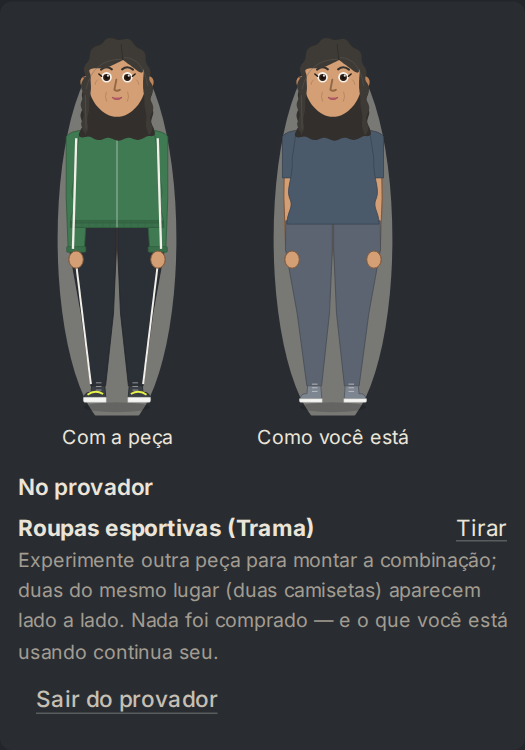 Com a peça
Como você está
No provador
Roupas esportivas (Trama)
Tirar
Experimente outra peça para montar a combinação;
duas do mesmo lugar (duas camisetas) aparecem
lado a lado. Nada foi comprado — e o que você está
usando continua seu.
Sair do provador